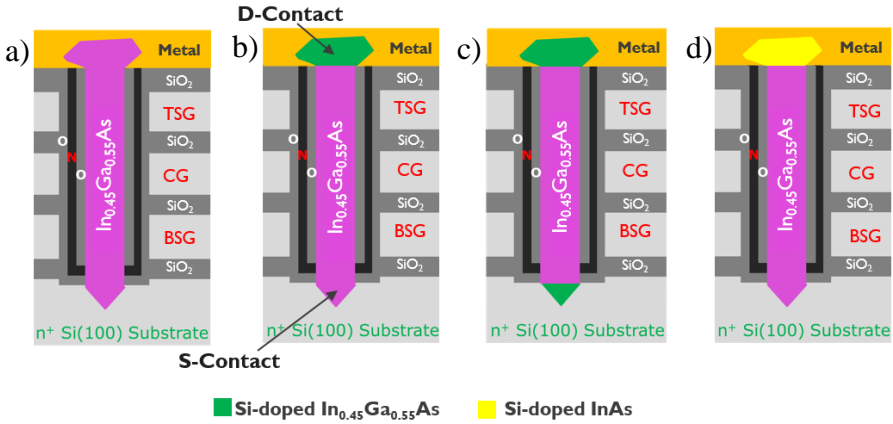 D-Contact
a)
Metal
SiO₂
TSG
O
SiO₂
N
O
CG
In₀.₄₅Ga₀.₅₅As
SiO₂
BSG
SiO₂
n⁺ Si(100) Substrate
b)
Metal
SiO₂
TSG
O
SiO₂
N
O
CG
In₀.₄₅Ga₀.₅₅As
SiO₂
BSG
SiO₂
n⁺ Si(100) Substrate
c)
Metal
SiO₂
TSG
O
SiO₂
N
O
CG
In₀.₄₅Ga₀.₅₅As
SiO₂
BSG
SiO₂
n⁺ Si(100) Substrate
d)
Metal
SiO₂
TSG
O
SiO₂
N
O
CG
In₀.₄₅Ga₀.₅₅As
SiO₂
BSG
SiO₂
n⁺ Si(100) Substrate
S-Contact
Si-doped In₀.₄₅Ga₀.₅₅As
Si-doped InAs